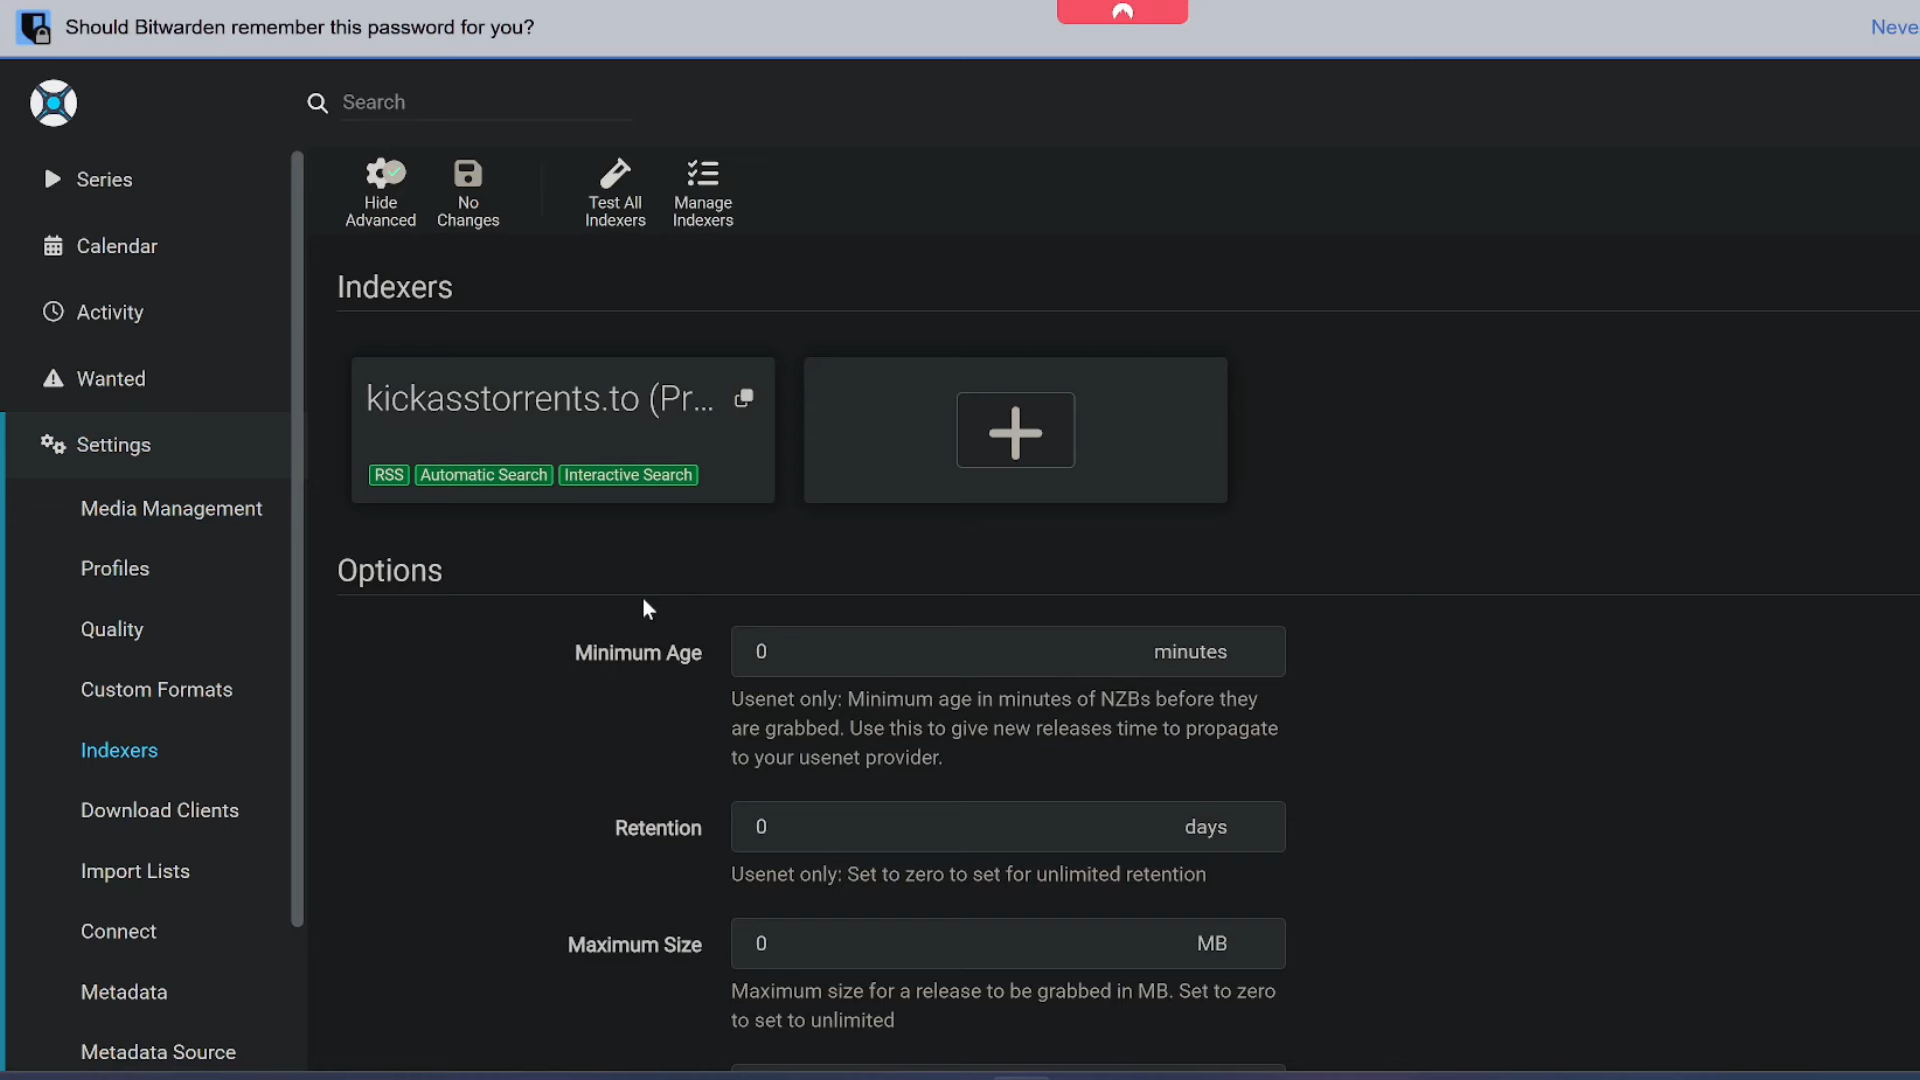 Should Bitwarden remember this password for you?
Neve
Search
Series
Calendar
Activity
Wanted
Settings
Media Management
Profiles
Quality
Custom Formats
Indexers
Download Clients
Import Lists
Connect
Metadata
Metadata Source
Hide
Advanced
No
Changes
Test All
Indexers
Manage
Indexers
Indexers
kickasstorrents.to (Pr...
RSS Automatic Search Interactive Search
Options
Minimum Age 0 minutes
Usenet only: Minimum age in minutes of NZBs before they
are grabbed. Use this to give new releases time to propagate
to your usenet provider.
Retention 0 days
Usenet only: Set to zero to set for unlimited retention
Maximum Size 0 MB
Maximum size for a release to be grabbed in MB. Set to zero
to set to unlimited